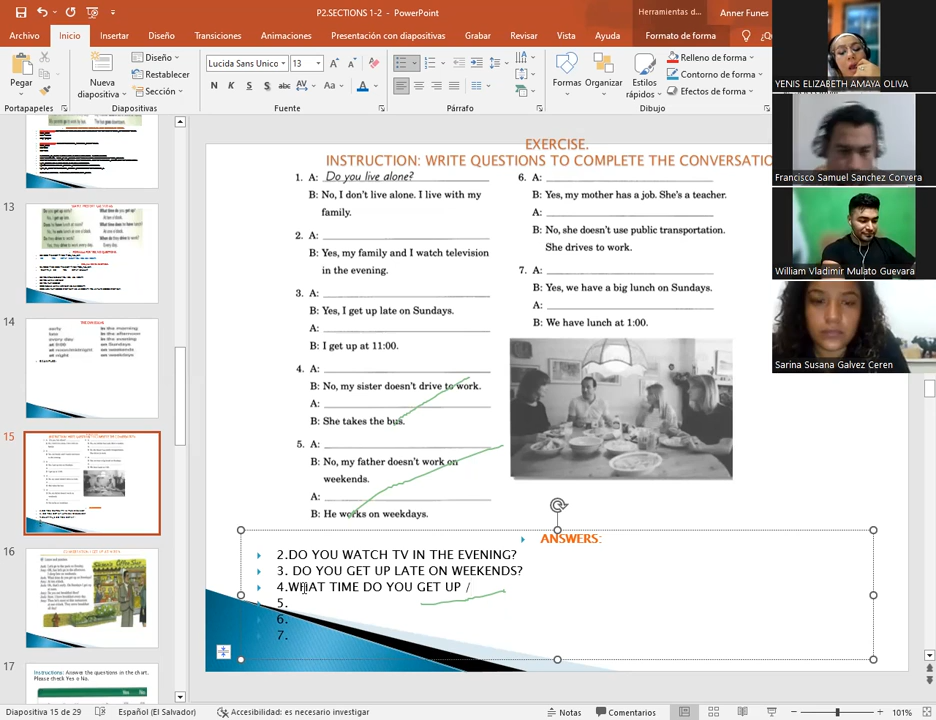 P2.SECTIONS 1-2 - PowerPoint
Herramientas d...
Anner Funes
Archivo
Inicio
Insertar
Diseño
Transiciones
Animaciones
Presentación con diapositivas
Grabar
Revisar
Vista
Ayuda
Formato de forma
Pegar
Nueva diapositiva
Diseño
Restablecer
Sección
Lucida Sans Unico
13
N K S abc AV Aa A
Formas
Organizar
Estilos rápidos
Relleno de forma
Contorno de forma
Efectos de forma
Portapapeles
Diapositivas
Fuente
Párrafo
Dibujo
YENIS ELIZABETH AMAYA OLIVA
Francisco Samuel Sanchez Corvera
William Vladimir Mulato Guevara
Sarina Susana Galvez Ceren
13
14
15
16
17
EXERCISE.
INSTRUCTION: WRITE QUESTIONS TO COMPLETE THE CONVERSATIO
1. A: Do you live alone?
B: No, I don't live alone. I live with my
family.
2. A:
B: Yes, my family and I watch television
in the evening.
3. A:
B: Yes, I get up late on Sundays.
A:
B: I get up at 11:00.
4. A:
B: No, my sister doesn't drive to work.
A:
B: She takes the bus.
5. A:
B: No, my father doesn't work on
weekends.
A:
B: He works on weekdays.
6. A:
B: Yes, my mother has a job. She's a teacher.
A:
B: No, she doesn't use public transportation.
She drives to work.
7. A:
B: Yes, we have a big lunch on Sundays.
A:
B: We have lunch at 1:00.
ANSWERS:
2.DO YOU WATCH TV IN THE EVENING?
3. DO YOU GET UP LATE ON WEEKENDS?
4.WHAT TIME DO YOU GET UP /
5.
6.
7.
Diapositiva 15 de 29
Español (El Salvador)
Accesibilidad: es necesario investigar
Notas
Comentarios
101%